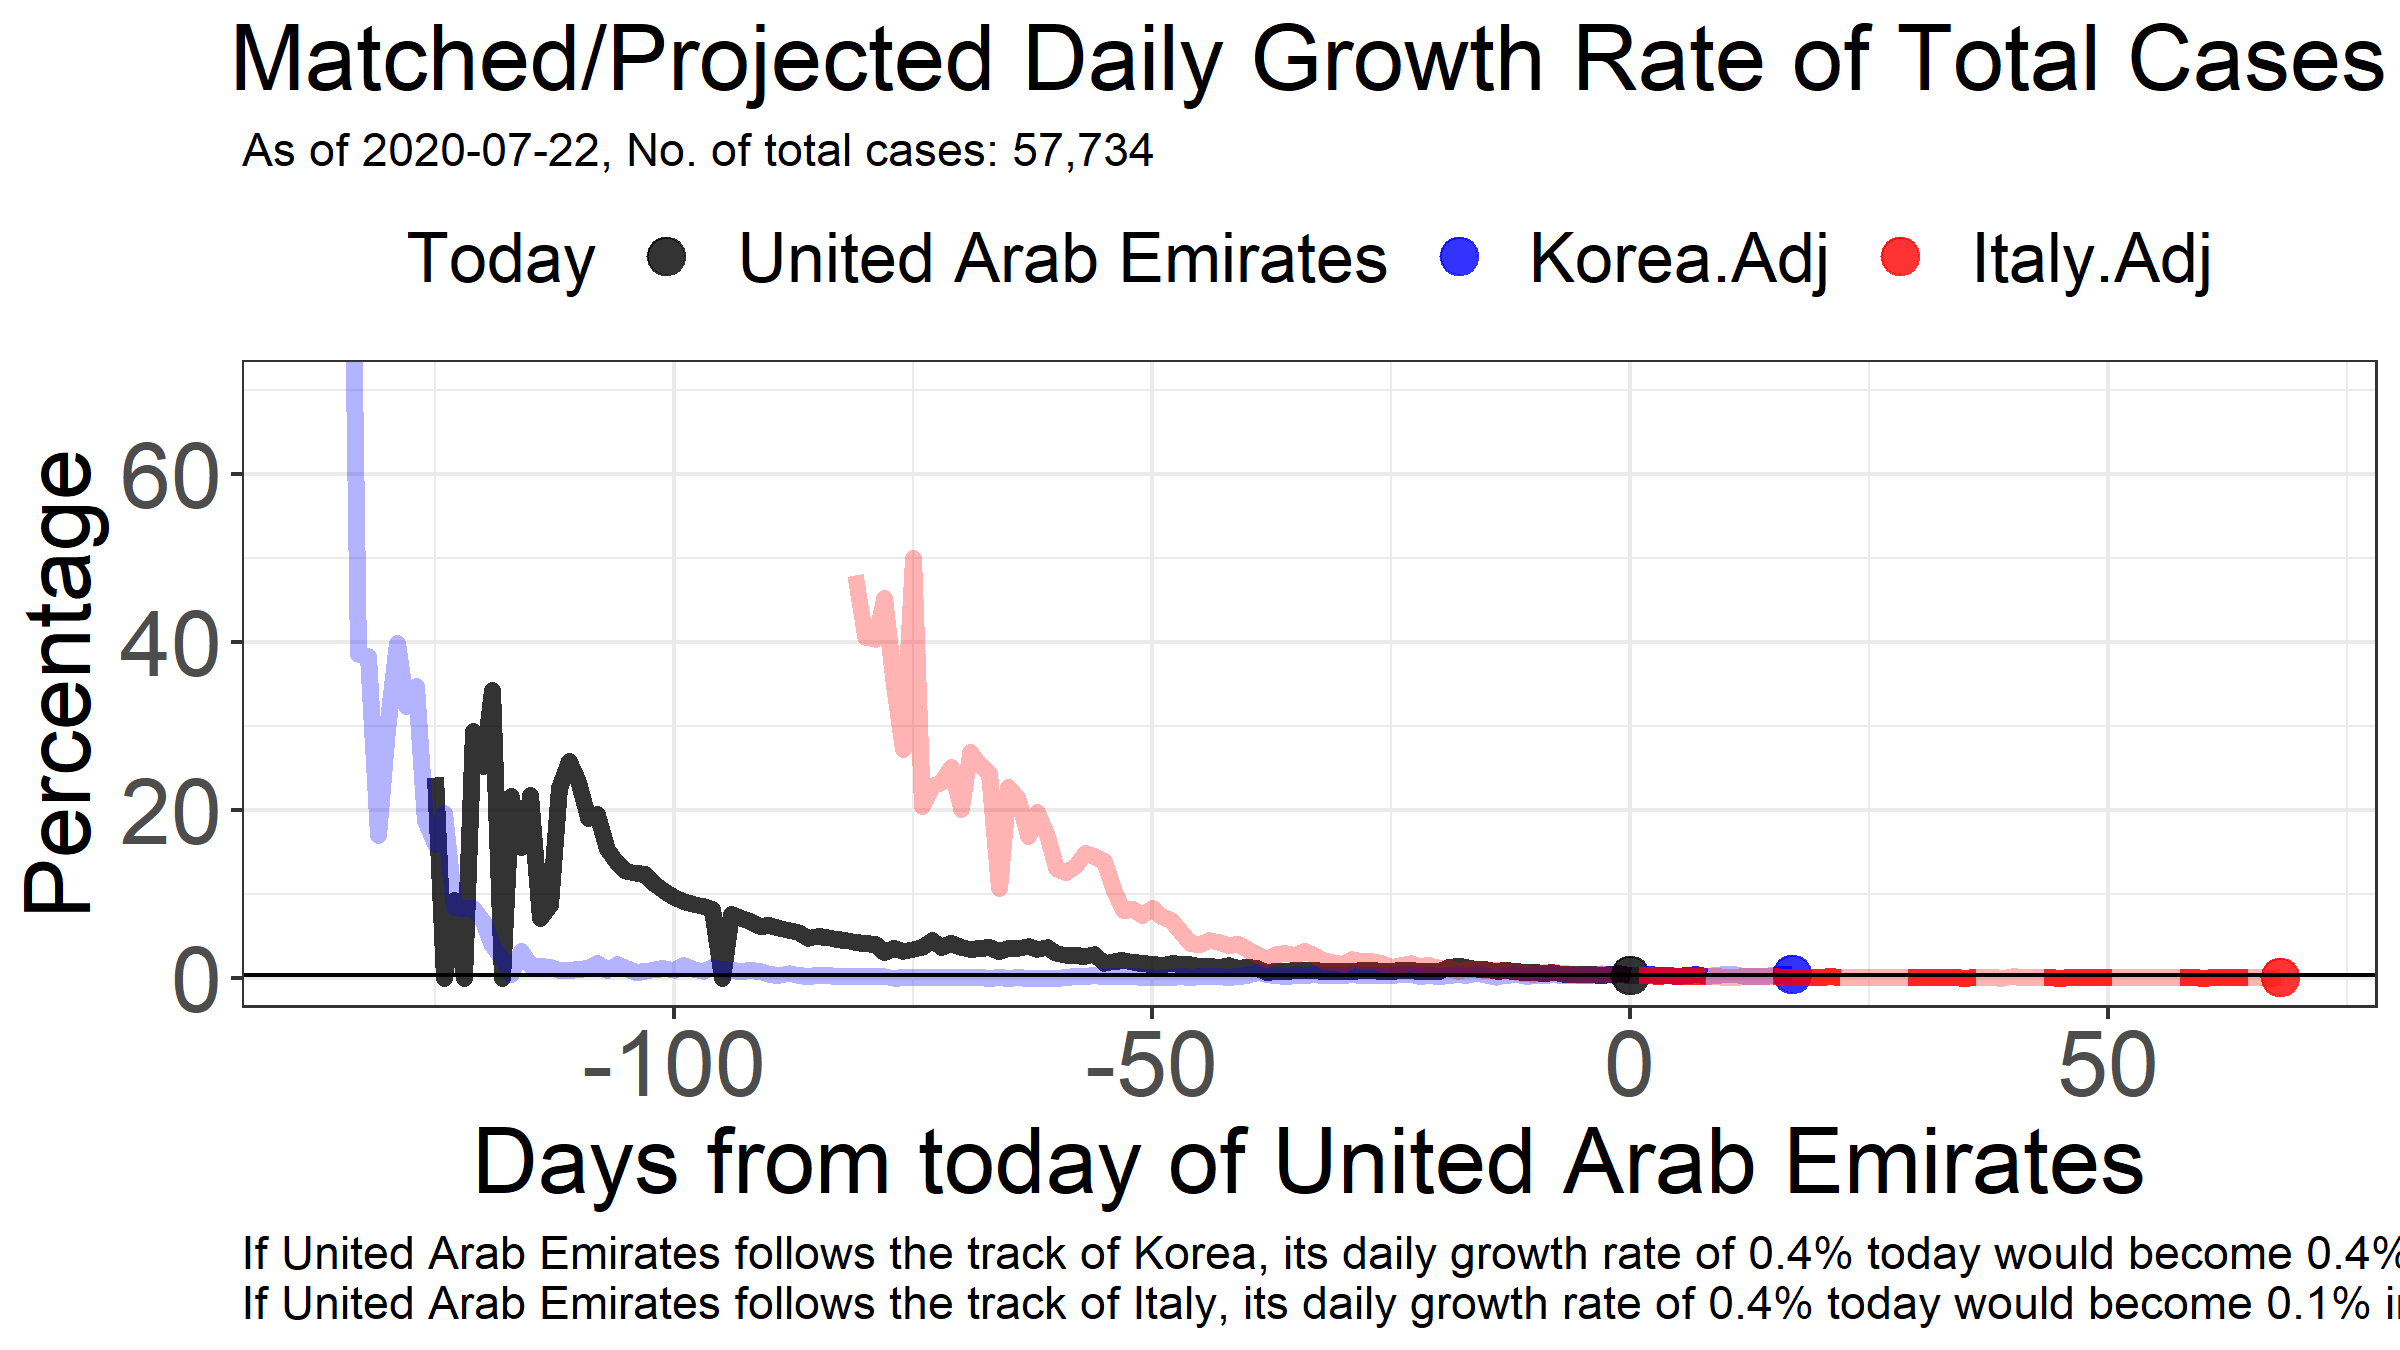 Matched/Projected Daily Growth Rate of Total Cases
As of 2020-07-22, No. of total cases: 57,734
Today United Arab Emirates Korea.Adj Italy.Adj
Percentage
60
40
20
0
-100 -50 0 50
Days from today of United Arab Emirates
If United Arab Emirates follows the track of Korea, its daily growth rate of 0.4% today would become 0.4%
If United Arab Emirates follows the track of Italy, its daily growth rate of 0.4% today would become 0.1%